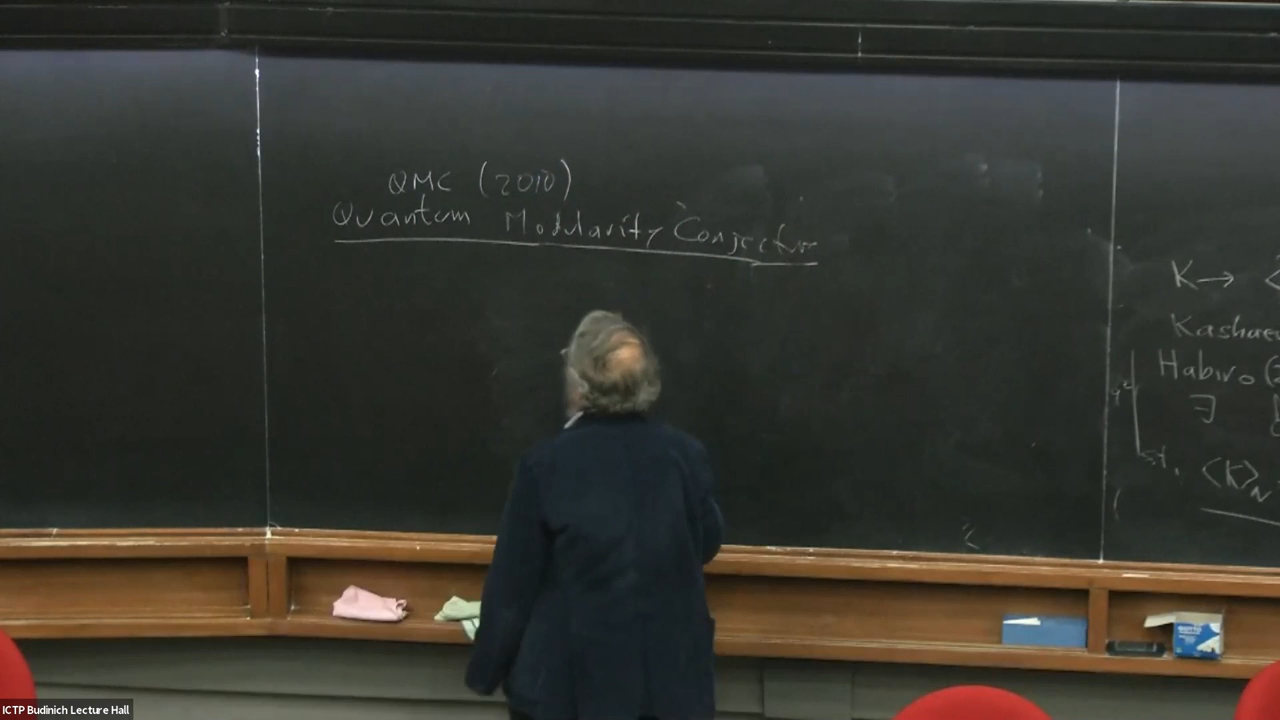 QMC (2010)
Quantum Modularity Conjecture
K →
Kashaev
Habiro (
∃
s.t.
⟨K⟩N
ICTP Budinich Lecture Hall